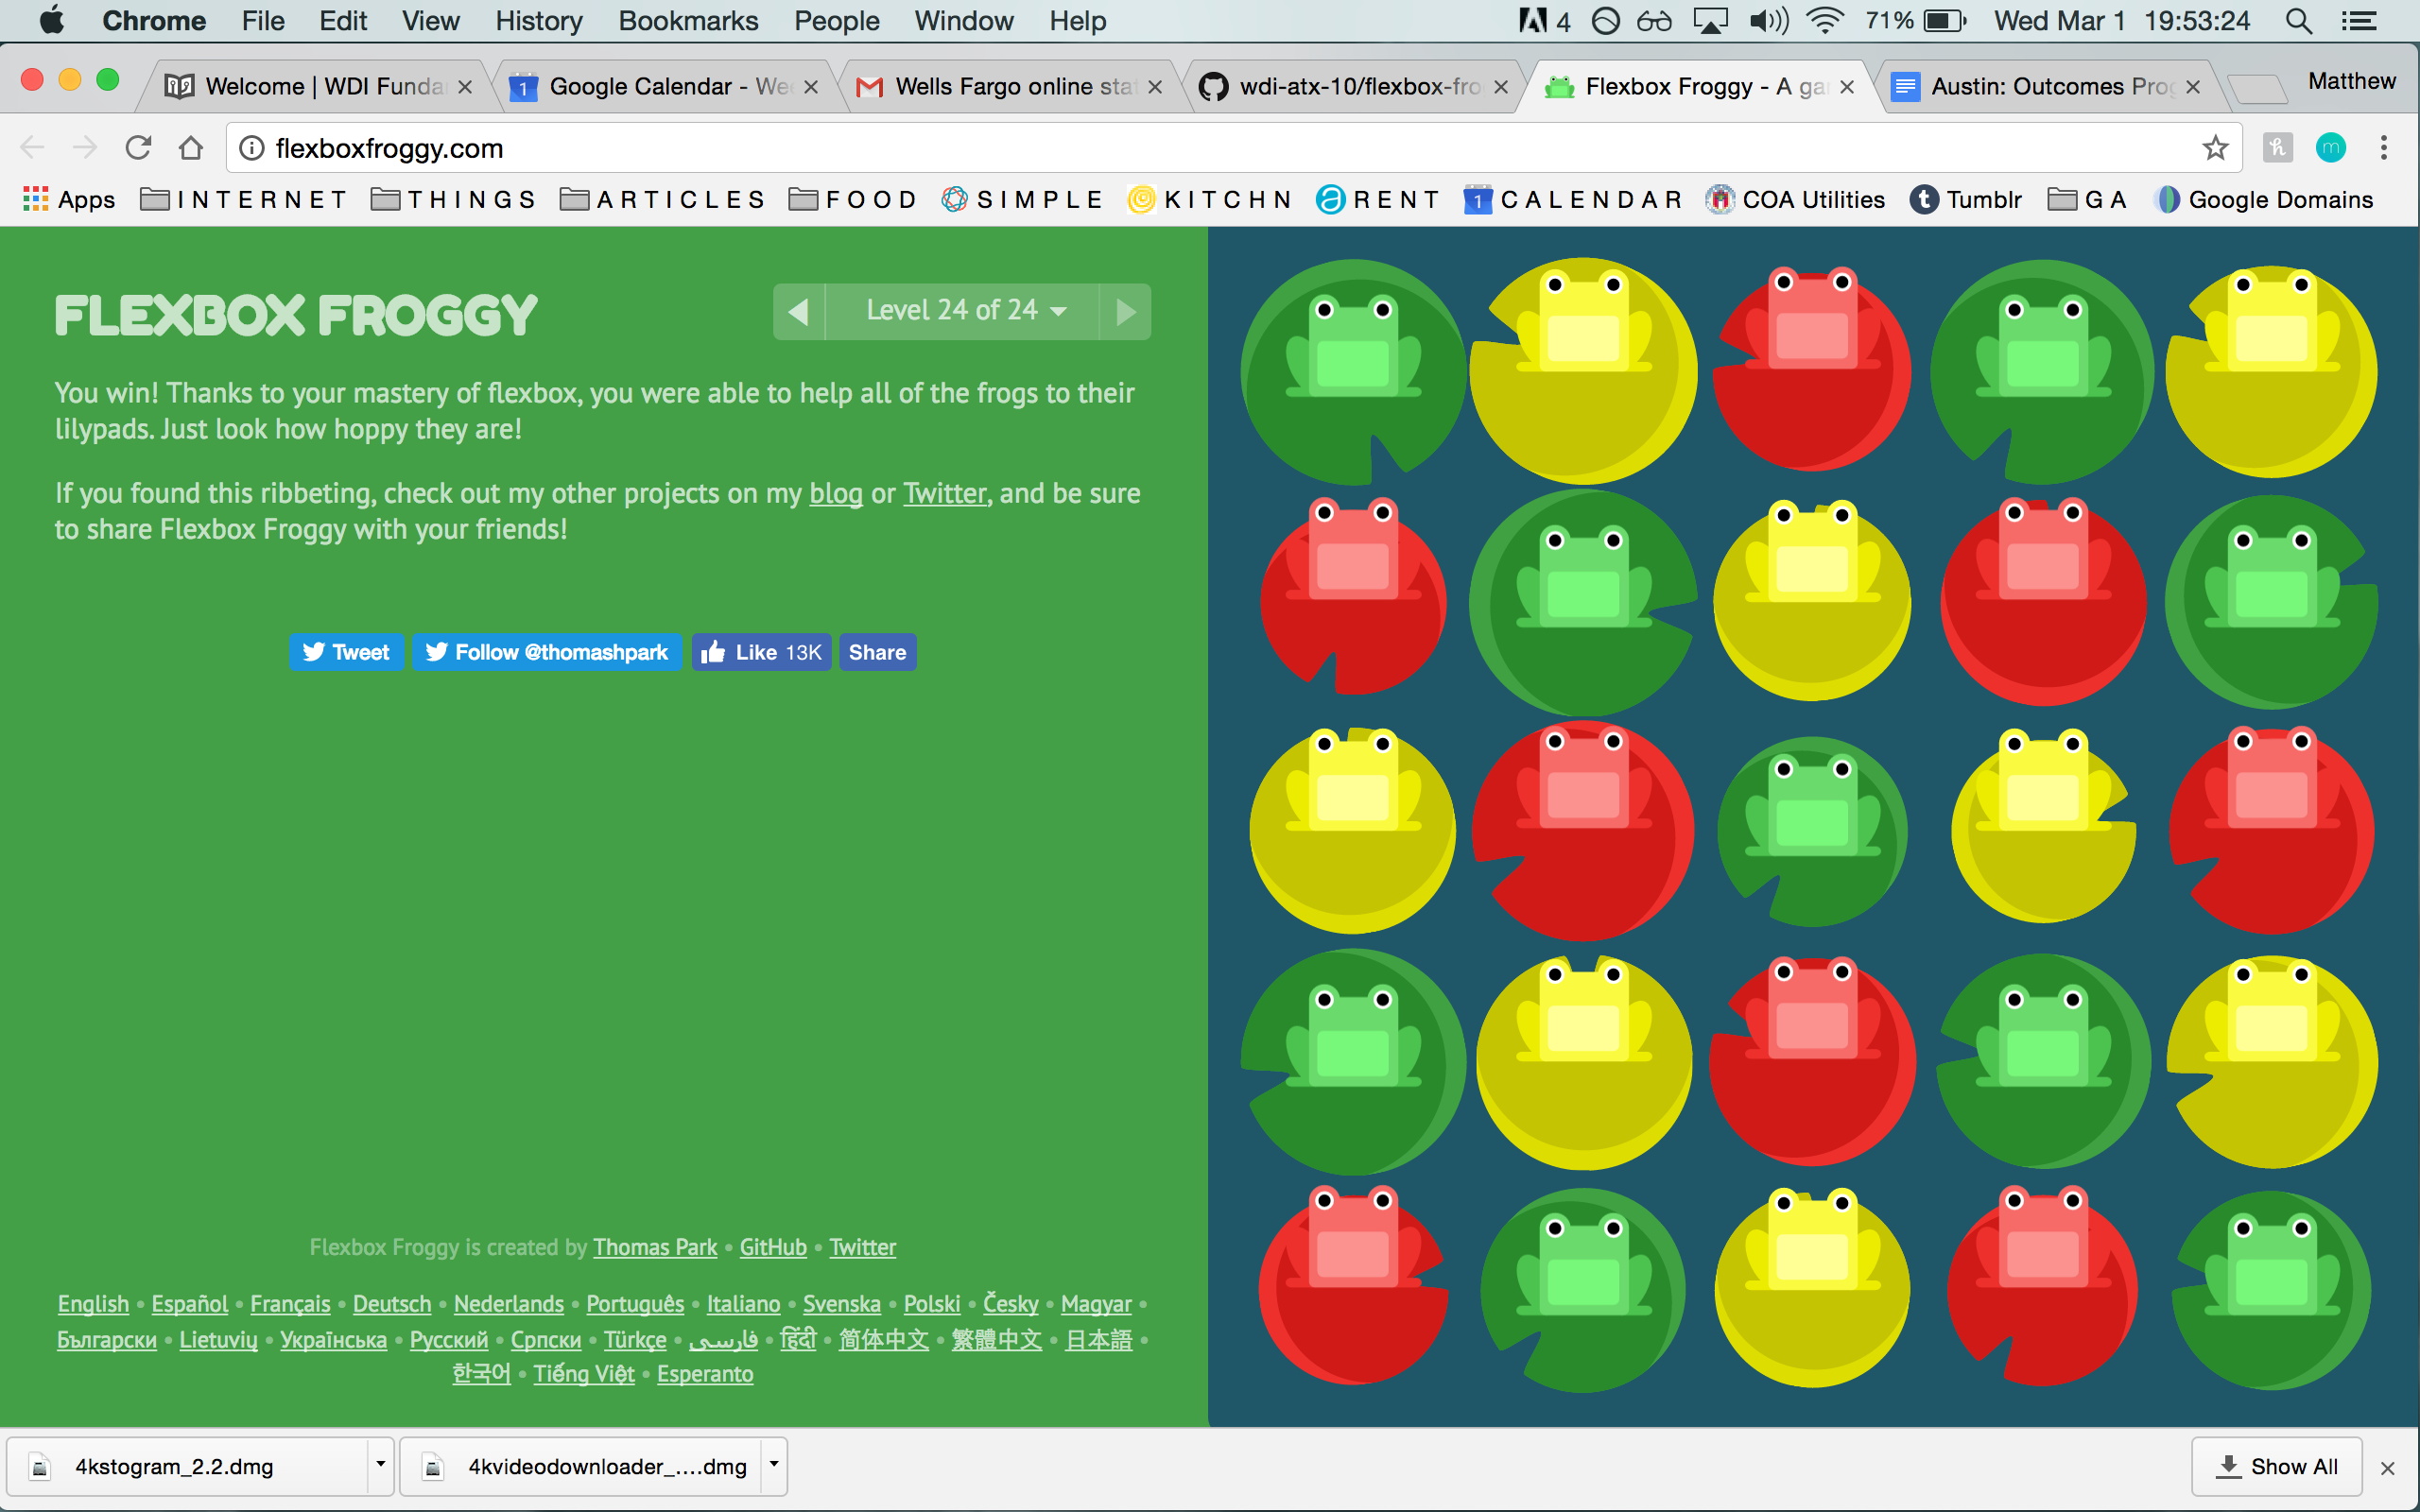 Chrome File Edit View History Bookmarks People Window Help 4 71% Wed Mar 1 19:53:24
Welcome | WDI Funda Google Calendar - Wee Wells Fargo online sta wdi-atx-10/flexbox-fro Flexbox Froggy - A ga Austin: Outcomes Prog Matthew
flexboxfroggy.com
Apps INTERNET THINGS ARTICLES FOOD SIMPLE KITCHN RENT 1 CALENDAR COA Utilities Tumblr GA Google Domains
FLEXBOX FROGGY
Level 24 of 24
You win! Thanks to your mastery of flexbox, you were able to help all of the frogs to their
lilypads. Just look how hoppy they are!
If you found this ribbeting, check out my other projects on my blog or Twitter, and be sure
to share Flexbox Froggy with your friends!
Tweet Follow @thomashpark Like 13K Share
Flexbox Froggy is created by Thomas Park • GitHub • Twitter
English • Español • Français • Deutsch • Nederlands • Português • Italiano • Svenska • Polski • Česky • Magyar •
Български • Lietuvių • Українська • Русский • Српски • Türkçe • فارسی • हिंदी • 简体中文 • 繁體中文 • 日本語 •
한국어 • Tiếng Việt • Esperanto
4kstogram_2.2.dmg 4kvideodownloader_....dmg Show All